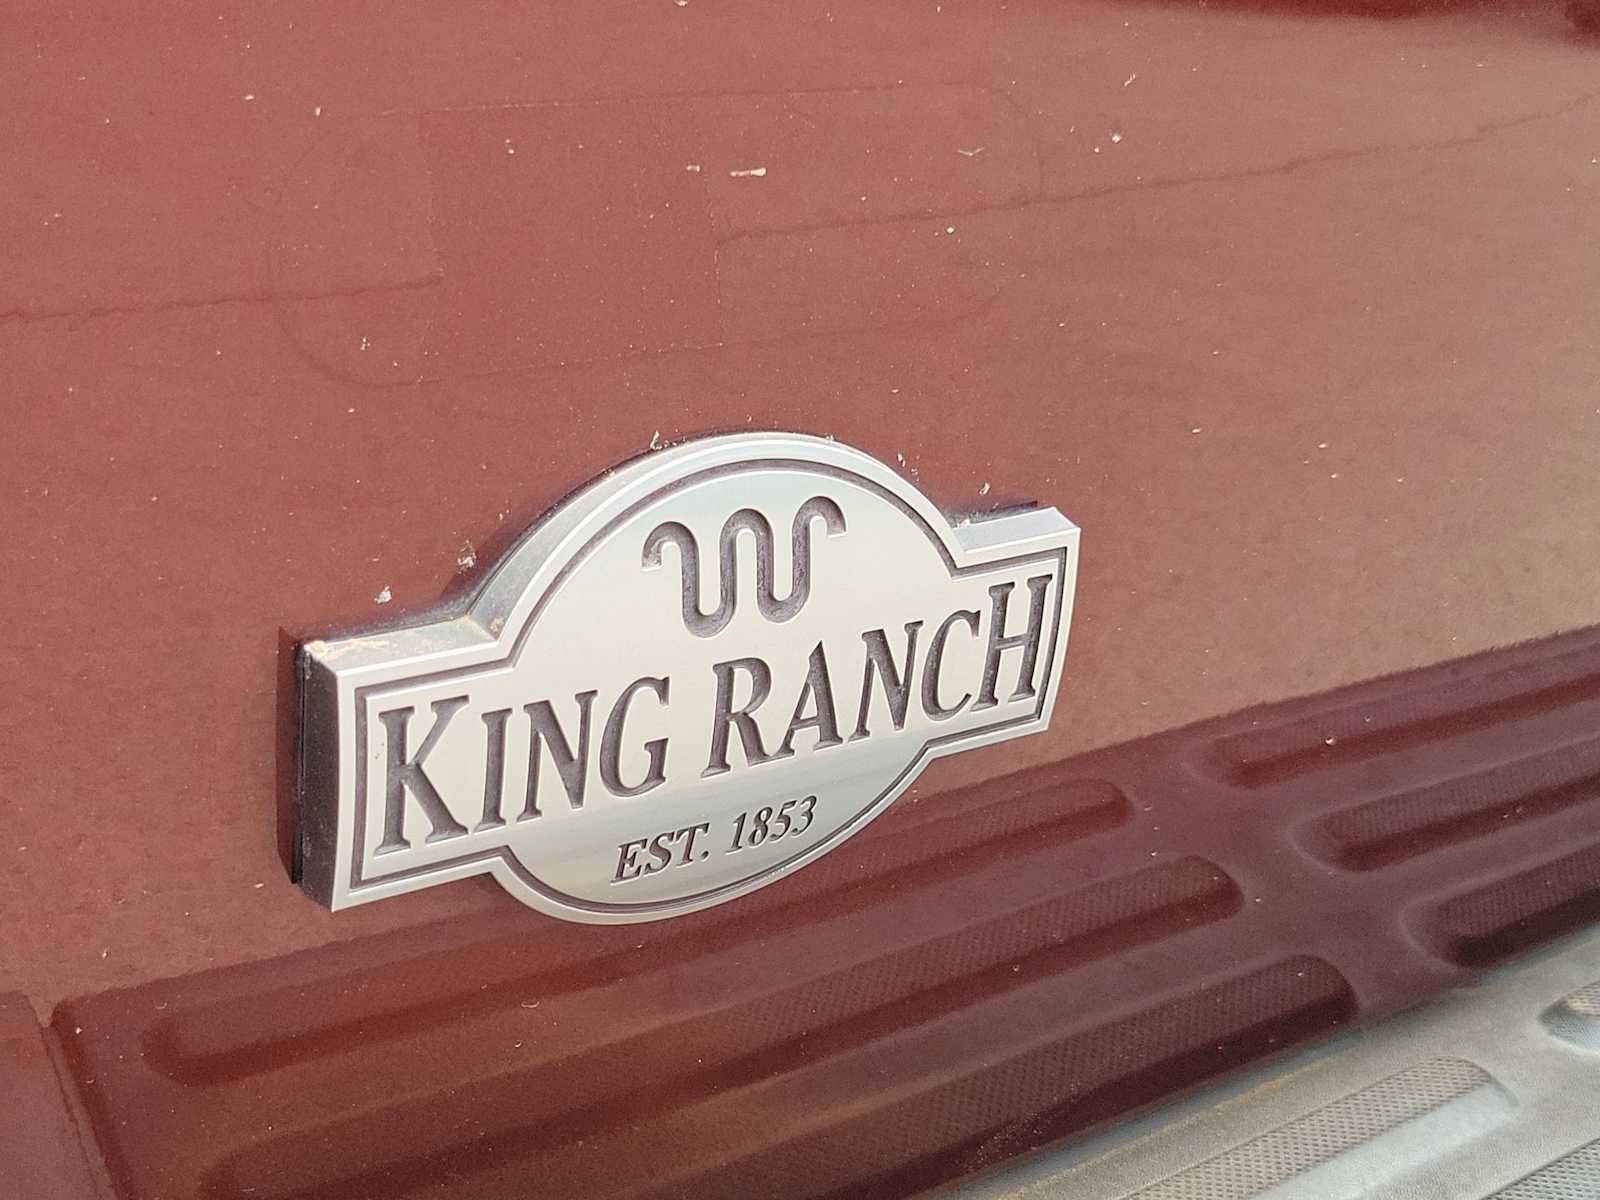 KING RANCH
EST. 1853